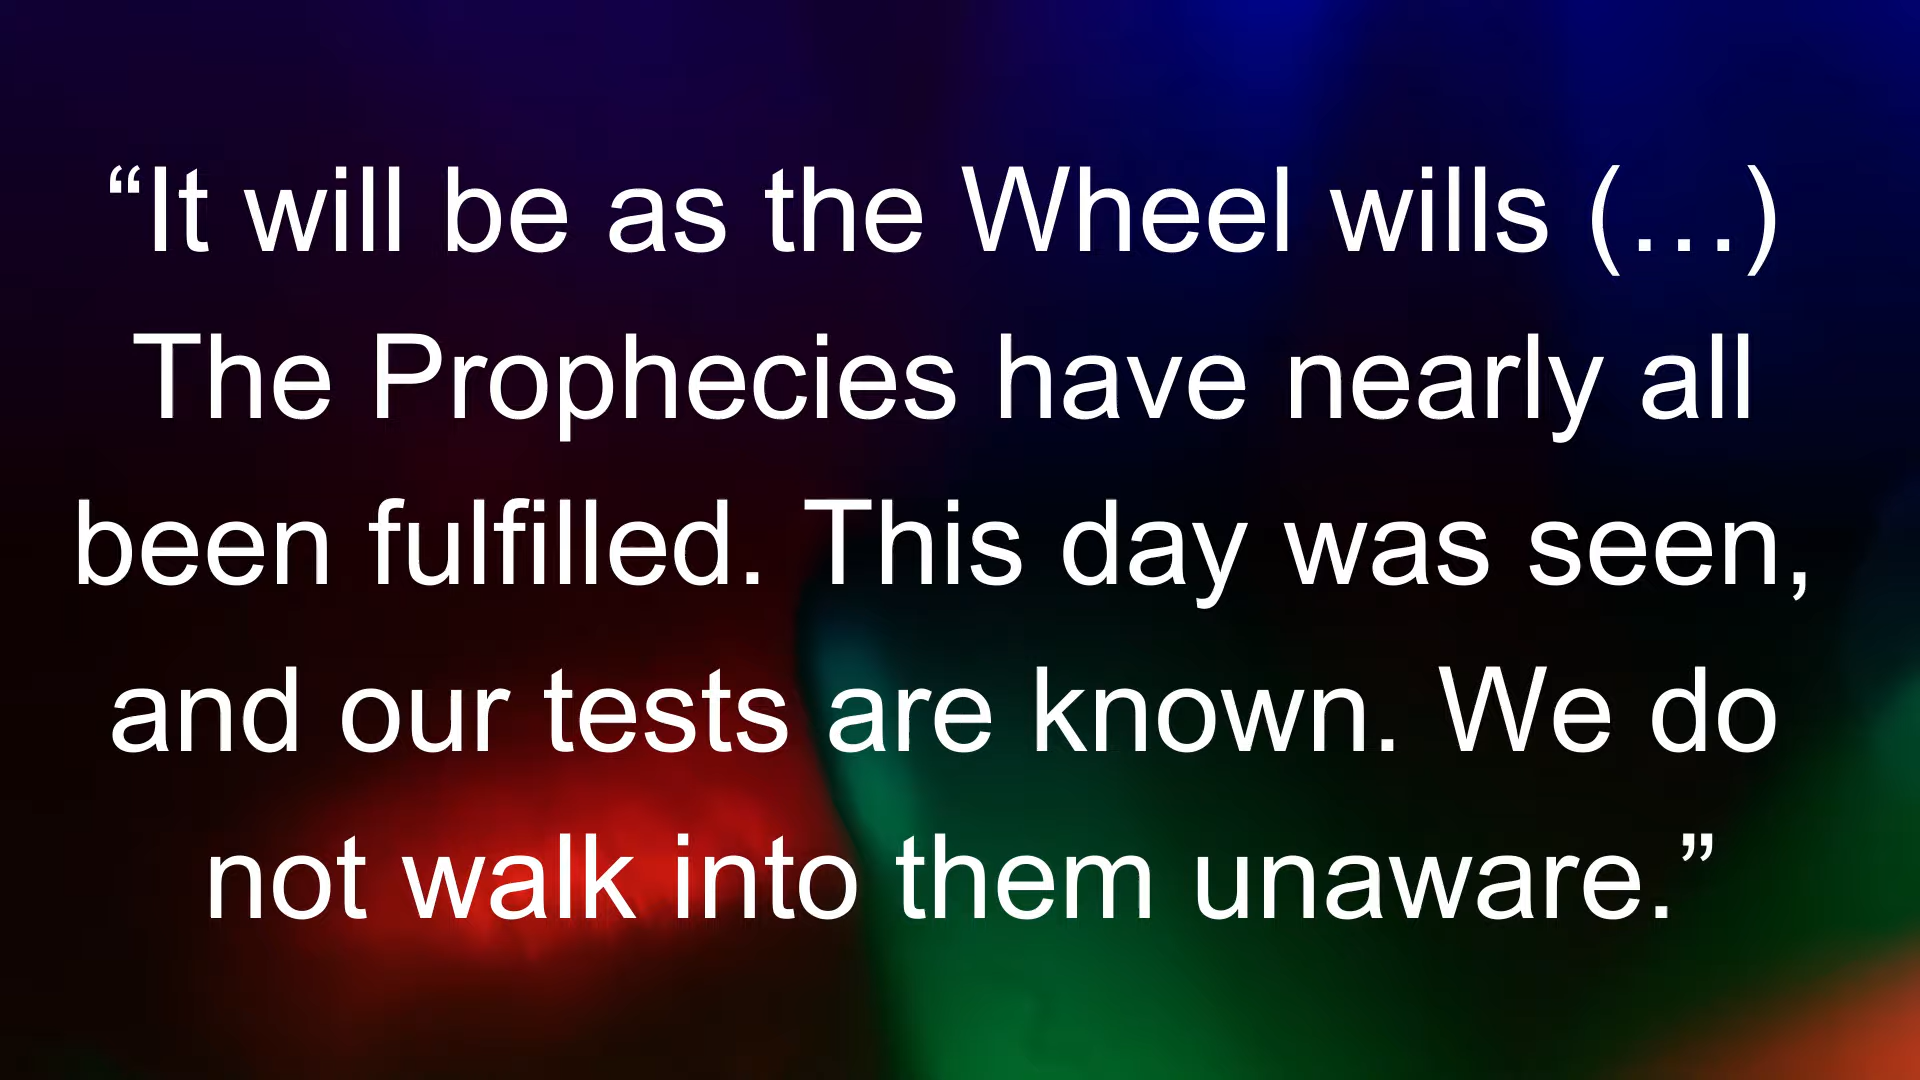 “It will be as the Wheel wills (…)
The Prophecies have nearly all
been fulfilled. This day was seen,
and our tests are known. We do
not walk into them unaware.”